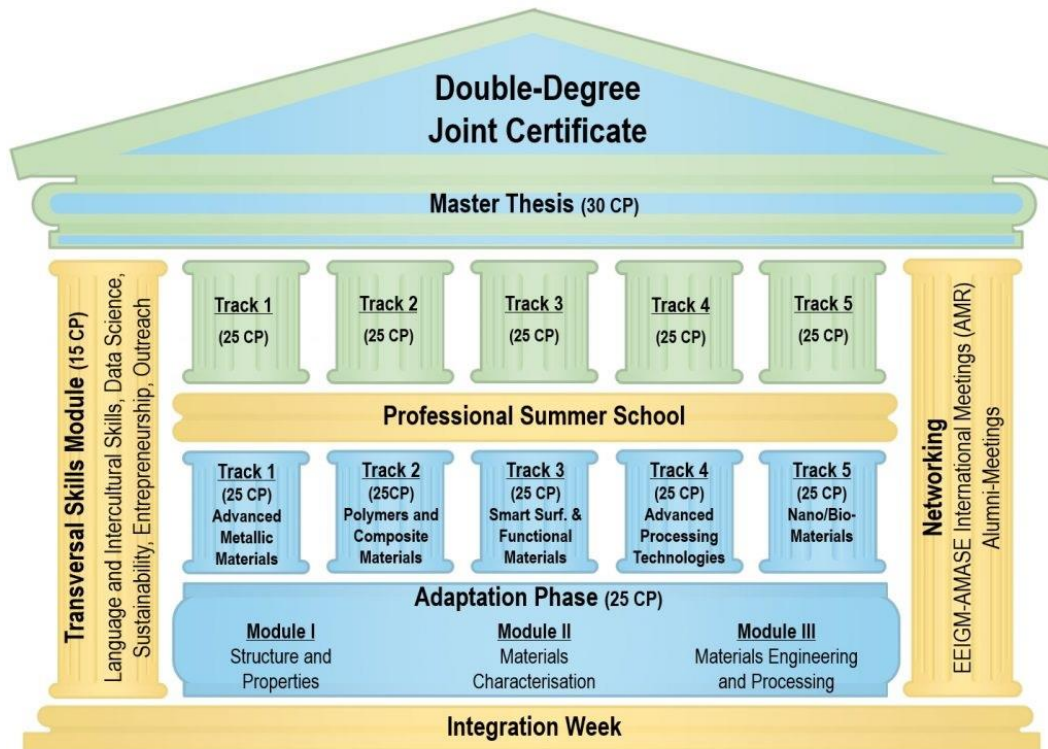 Double-Degree
Joint Certificate
Master Thesis (30 CP)
Transversal Skills Module (15 CP)
Language and Intercultural Skills, Data Science,
Sustainability, Entrepreneurship, Outreach
Track 1
(25 CP)
Track 2
(25 CP)
Track 3
(25 CP)
Track 4
(25 CP)
Track 5
(25 CP)
Professional Summer School
Track 1
(25 CP)
Advanced
Metallic
Materials
Track 2
(25CP)
Polymers and
Composite
Materials
Track 3
(25 CP)
Smart Surf. &
Functional
Materials
Track 4
(25 CP)
Advanced
Processing
Technologies
Track 5
(25 CP)
Nano/Bio-
Materials
Adaptation Phase (25 CP)
Module I
Structure and
Properties
Module II
Materials
Characterisation
Module III
Materials Engineering
and Processing
Networking
EEIGM-AMASE International Meetings (AMR)
Alumni-Meetings
Integration Week